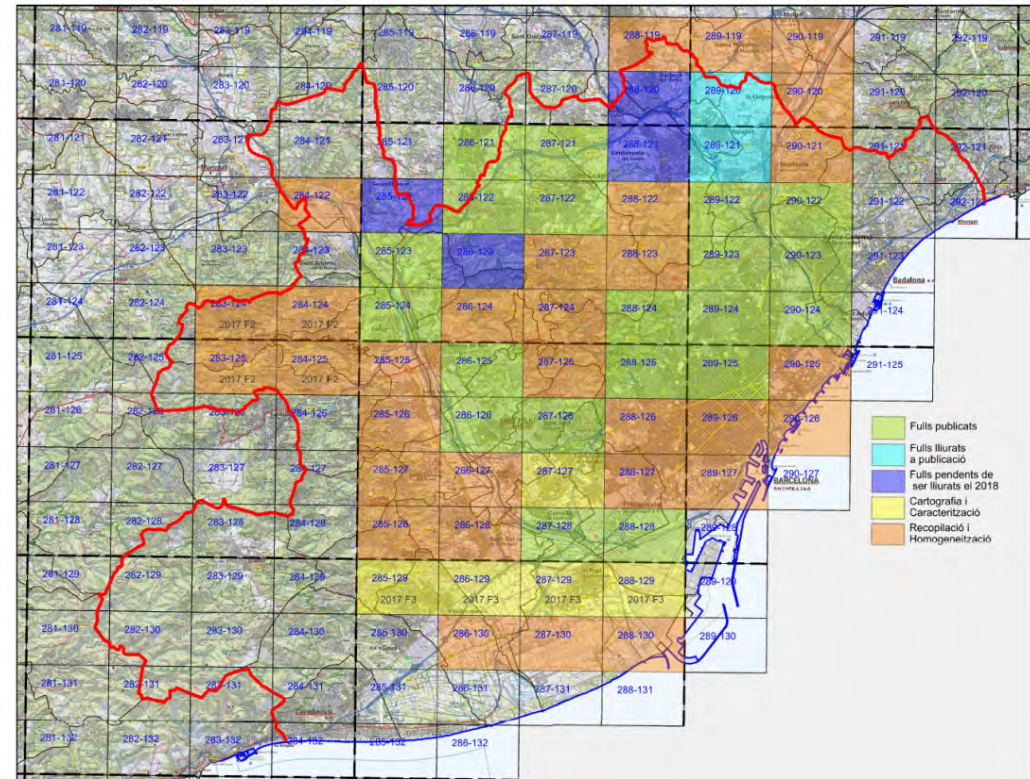 281-119 282-119 283-119 284-119 285-119 286-119 287-119 288-119 289-119 290-119 291-119 292-119
281-120 282-120 283-120 284-120 285-120 286-120 287-120 288-120 289-120 290-120 291-120 292-120
281-121 282-121 283-121 284-121 285-121 286-121 287-121 288-121 289-121 290-121 291-121 292-121
281-122 282-122 283-122 284-122 285-122 286-122 287-122 288-122 289-122 290-122 291-122 292-122
281-123 282-123 283-123 284-123 285-123 286-123 287-123 288-123 289-123 290-123 291-123
Badalona
281-124 282-124 283-124 284-124 285-124 286-124 287-124 288-124 289-124 290-124 291-124
2017 F2 2017 F2
281-125 282-125 283-125 284-125 285-125 286-125 287-125 288-125 289-125 290-125 291-125
2017 F2 2017 F2
281-126 282-126 283-126 284-126 285-126 286-126 287-126 288-126 289-126 290-126
281-127 282-127 283-127 284-127 285-127 286-127 287-127 288-127 289-127 290-127
BARCELONA
281-128 282-128 283-128 284-128 285-128 286-128 287-128 288-128 289-128
281-129 282-129 283-129 284-129 285-129 286-129 287-129 288-129 289-129
2017 F3 2017 F3 2017 F3 2017 F3
281-130 282-130 283-130 284-130 285-130 286-130 287-130 288-130 289-130
281-131 282-131 283-131 284-131 285-131 286-131 287-131 288-131
281-132 282-132 283-132 284-132 285-132 286-132
Fulls publicats
Fulls lliurats
a publicació
Fulls pendents de
ser lliurats el 2018
Cartografia i
Caracterització
Recopilació i
Homogeneització